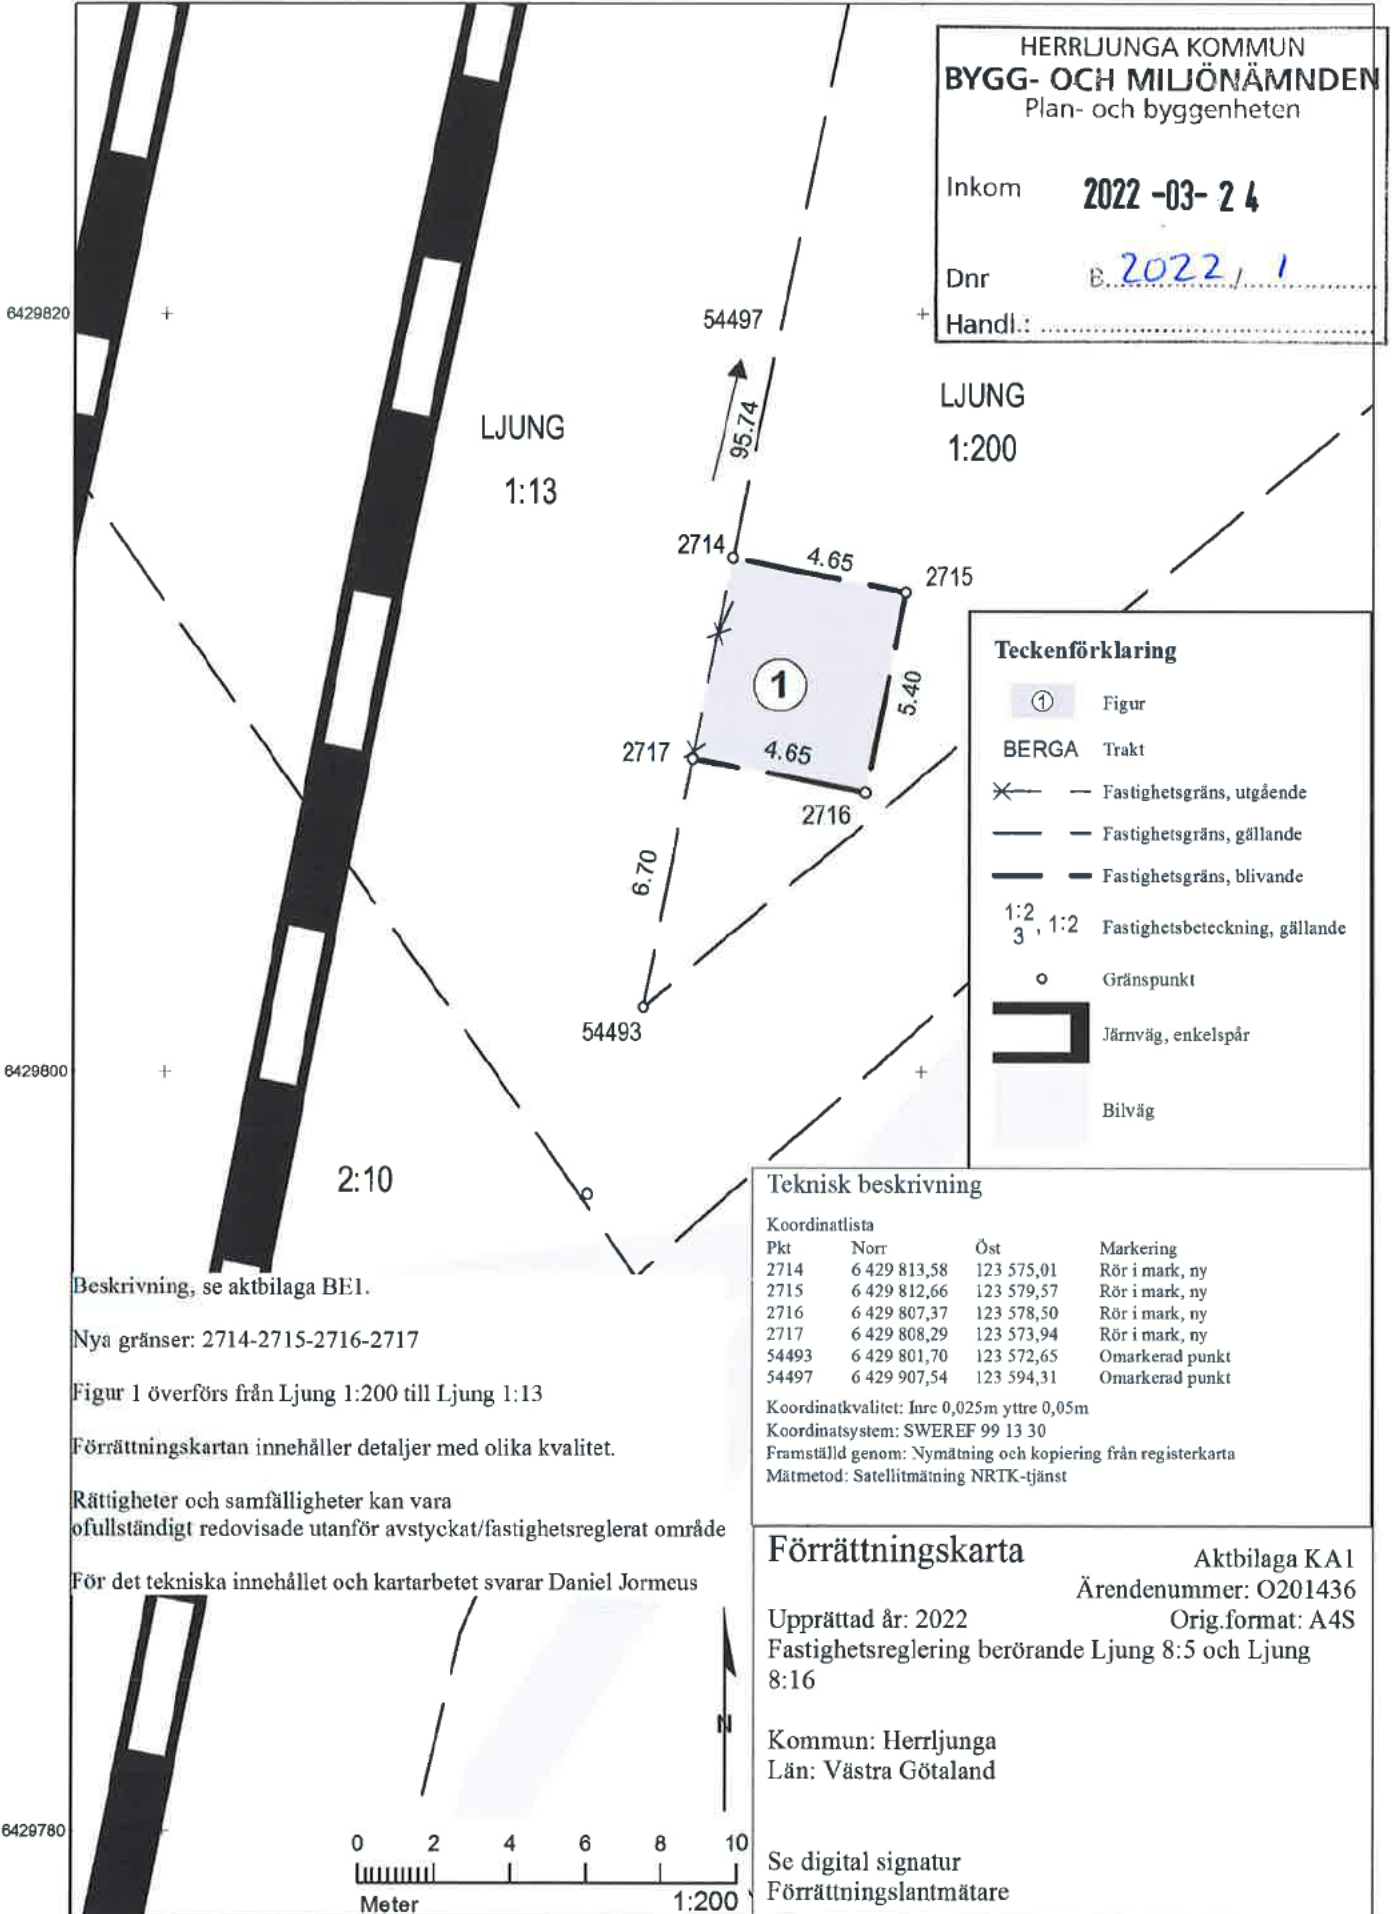 HERRLJUNGA KOMMUN
BYGG- OCH MILJÖNÄMNDEN
Plan- och byggenheten
Inkom 2022 -03- 2 4
Dnr B. 2022 / 1
Handl.:
6429820
54497
95.74
LJUNG
1:13
LJUNG
1:200
2714
4.65
2715
1
5.40
2717
4.65
2716
6.70
54493
6429800
2:10
Teckenförklaring
1 Figur
BERGA Trakt
Fastighetsgräns, utgående
Fastighetsgräns, gällande
Fastighetsgräns, blivande
1:2
3 , 1:2 Fastighetsbeteckning, gällande
Gränspunkt
Järnväg, enkelspår
Bilväg
Teknisk beskrivning
Koordinatlista
Pkt Norr Öst Markering
2714 6 429 813,58 123 575,01 Rör i mark, ny
2715 6 429 812,66 123 579,57 Rör i mark, ny
2716 6 429 807,37 123 578,50 Rör i mark, ny
2717 6 429 808,29 123 573,94 Rör i mark, ny
54493 6 429 801,70 123 572,65 Omarkerad punkt
54497 6 429 907,54 123 594,31 Omarkerad punkt
Koordinatkvalitet: Inre 0,025m yttre 0,05m
Koordinatsystem: SWEREF 99 13 30
Framställd genom: Nymätning och kopiering från registerkarta
Mätmetod: Satellitmätning NRTK-tjänst
Beskrivning, se aktbilaga BE1.
Nya gränser: 2714-2715-2716-2717
Figur 1 överförs från Ljung 1:200 till Ljung 1:13
Förrättningskartan innehåller detaljer med olika kvalitet.
Rättigheter och samfälligheter kan vara
ofullständigt redovisade utanför avstyckat/fastighetsreglerat område
För det tekniska innehållet och kartarbetet svarar Daniel Jormeus
Förrättningskarta
Aktbilaga KA1
Ärendenummer: O201436
Upprättad år: 2022 Orig.format: A4S
Fastighetsreglering berörande Ljung 8:5 och Ljung
8:16
Kommun: Herrljunga
Län: Västra Götaland
Se digital signatur
Förrättningslantmätare
N
6429780
0 2 4 6 8 10
Meter 1:200